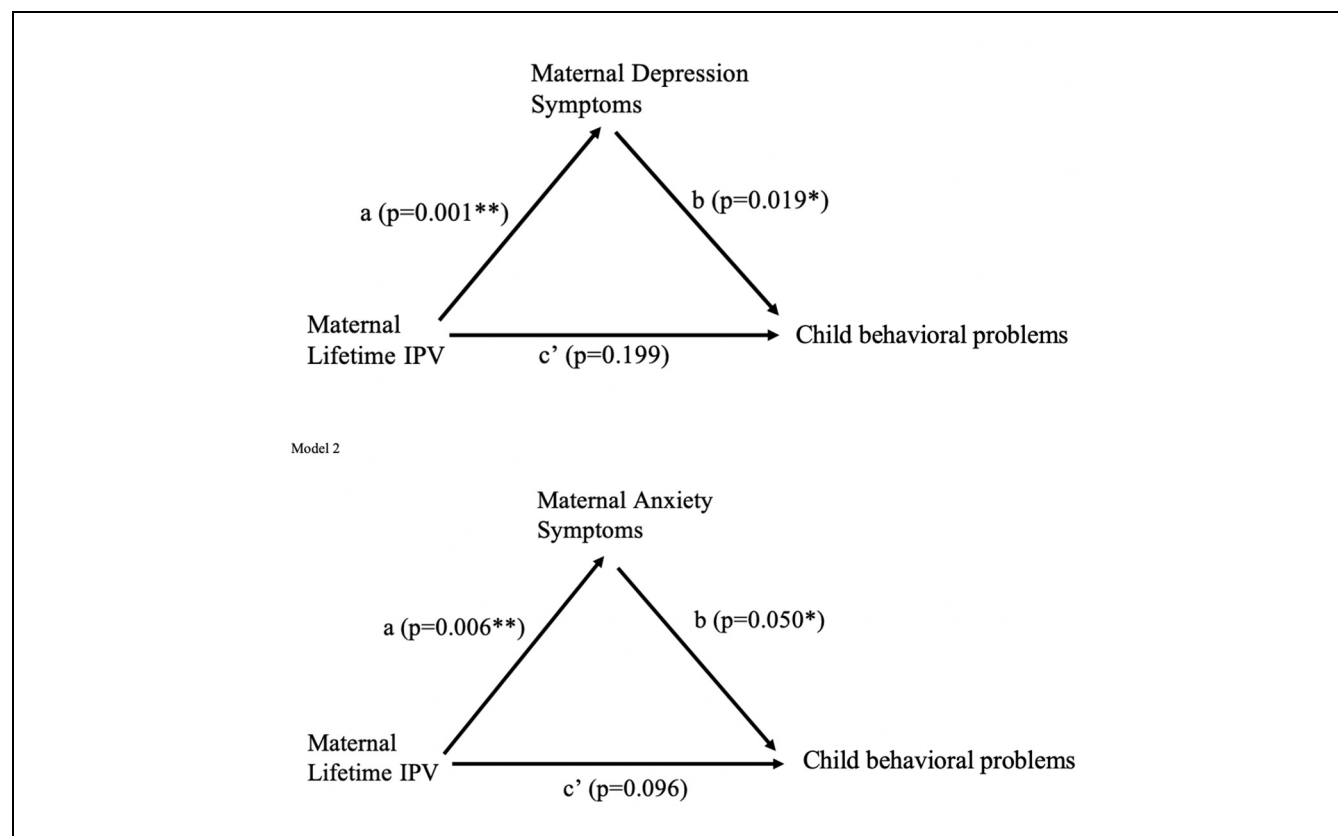 Maternal Depression
Symptoms
a (p=0.001**)
b (p=0.019*)
Maternal
Lifetime IPV
Child behavioral problems
c’ (p=0.199)
Model 2
Maternal Anxiety
Symptoms
a (p=0.006**)
b (p=0.050*)
Maternal
Lifetime IPV
Child behavioral problems
c’ (p=0.096)